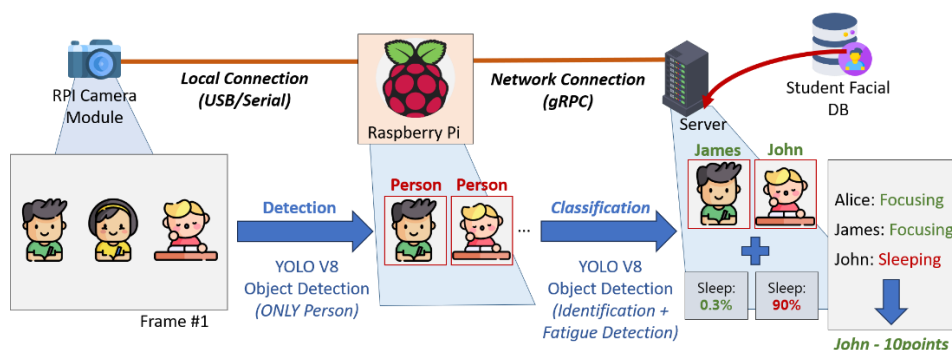 RPI Camera
Module
Local Connection
(USB/Serial)
Raspberry Pi
Network Connection
(gRPC)
Server
Student Facial
DB
James
John
Person
Person
...
Detection
YOLO V8
Object Detection
(ONLY Person)
Classification
YOLO V8
Object Detection
(Identification +
Fatigue Detection)
Frame #1
Sleep:
0.3%
Sleep:
90%
Alice: Focusing
James: Focusing
John: Sleeping
John - 10points